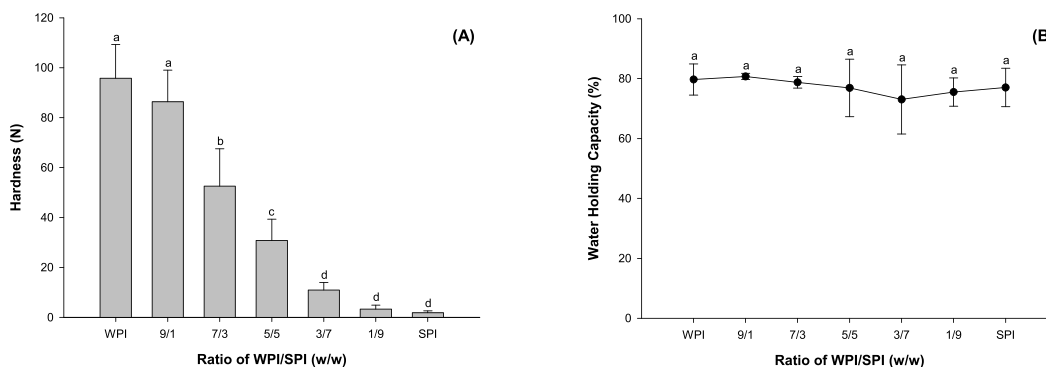 (A)
120
100
80
60
40
20
0
Hardness (N)
a
a
b
c
d
d
d
WPI 9/1 7/3 5/5 3/7 1/9 SPI
Ratio of WPI/SPI (w/w)
(B
100
80
60
40
20
0
Water Holding Capacity (%)
a a a a a a a
WPI 9/1 7/3 5/5 3/7 1/9 SPI
Ratio of WPI/SPI (w/w)